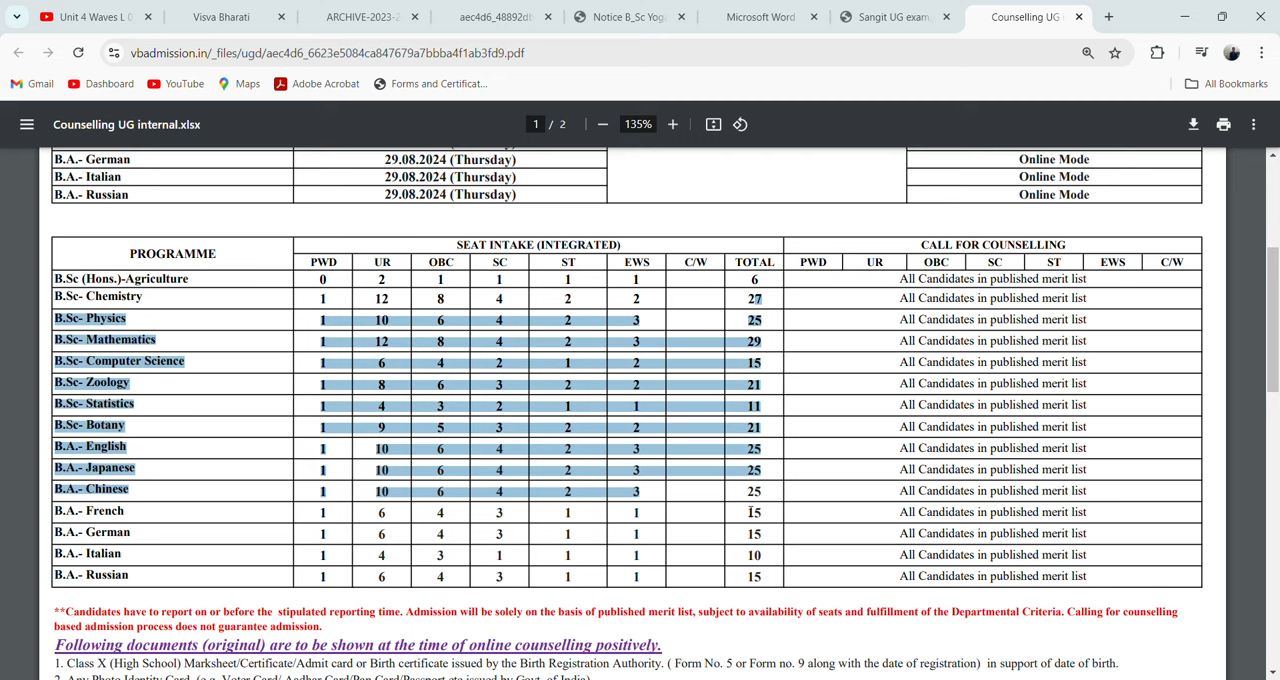 Unit 4 Waves L 0
Visva Bharati
ARCHIVE-2023-2
aec4d6_48892db
Notice B_Sc Yog
Microsoft Word
Sangit UG exam
Counselling UG i
vbadmission.in/_files/ugd/aec4d6_6623e5084ca847679a7bbba4f1ab3fd9.pdf
Gmail Dashboard YouTube Maps Adobe Acrobat Forms and Certificat... All Bookmarks
Counselling UG internal.xlsx 1 / 2 135%
B.A.- German 29.08.2024 (Thursday) Online Mode
B.A.- Italian 29.08.2024 (Thursday) Online Mode
B.A.- Russian 29.08.2024 (Thursday) Online Mode
PROGRAMME SEAT INTAKE (INTEGRATED) CALL FOR COUNSELLING
PWD UR OBC SC ST EWS C/W TOTAL PWD UR OBC SC ST EWS C/W
B.Sc (Hons.)-Agriculture 0 2 1 1 1 1 6 All Candidates in published merit list
B.Sc- Chemistry 1 12 8 4 2 2 27 All Candidates in published merit list
B.Sc- Physics 1 10 6 4 2 3 25 All Candidates in published merit list
B.Sc- Mathematics 1 12 8 4 2 3 29 All Candidates in published merit list
B.Sc- Computer Science 1 6 4 2 1 2 15 All Candidates in published merit list
B.Sc- Zoology 1 8 6 3 2 2 21 All Candidates in published merit list
B.Sc- Statistics 1 4 3 2 1 1 11 All Candidates in published merit list
B.Sc- Botany 1 9 5 3 2 2 21 All Candidates in published merit list
B.A.- English 1 10 6 4 2 3 25 All Candidates in published merit list
B.A.- Japanese 1 10 6 4 2 3 25 All Candidates in published merit list
B.A.- Chinese 1 10 6 4 2 3 25 All Candidates in published merit list
B.A.- French 1 6 4 3 1 1 15 All Candidates in published merit list
B.A.- German 1 6 4 3 1 1 15 All Candidates in published merit list
B.A.- Italian 1 4 3 1 1 1 10 All Candidates in published merit list
B.A.- Russian 1 6 4 3 1 1 15 All Candidates in published merit list
**Candidates have to report on or before the stipulated reporting time. Admission will be solely on the basis of published merit list, subject to availability of seats and fulfillment of the Departmental Criteria. Calling for counselling
based admission process does not guarantee admission.
Following documents (original) are to be shown at the time of online counselling positively.
1. Class X (High School) Marksheet/Certificate/Admit card or Birth certificate issued by the Birth Registration Authority. ( Form No. 5 or Form no. 9 along with the date of registration) in support of date of birth.
2. Any Photo Identity Card (e.g. Voter Card/ Aadhar Card/Pan Card/Passport etc issued by Govt. of India)